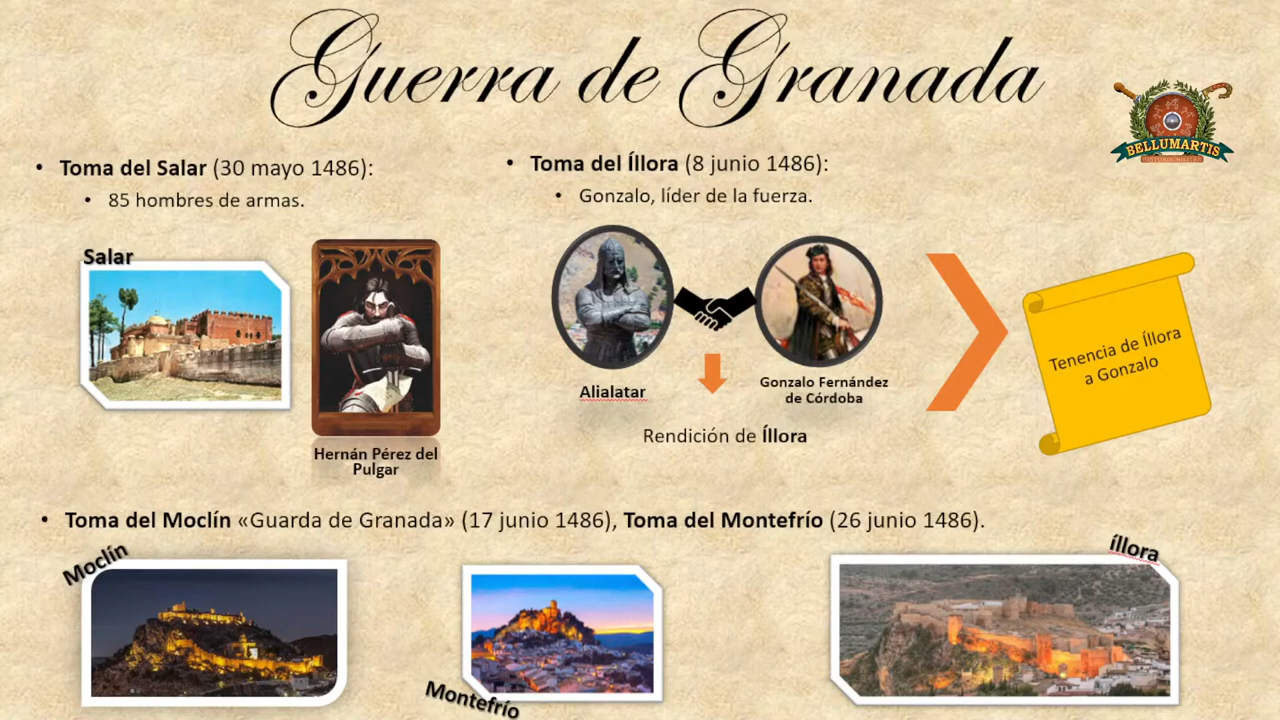 Guerra de Granada
BELLUMARTIS
HISTORIA MILITAR
• Toma del Salar (30 mayo 1486):
• 85 hombres de armas.
Salar
Hernán Pérez del
Pulgar
• Toma del Íllora (8 junio 1486):
• Gonzalo, líder de la fuerza.
Alialatar
Gonzalo Fernández
de Córdoba
Rendición de Íllora
Tenencia de Íllora
a Gonzalo
• Toma del Moclín «Guarda de Granada» (17 junio 1486), Toma del Montefrío (26 junio 1486).
Moclín
Montefrío
íllora